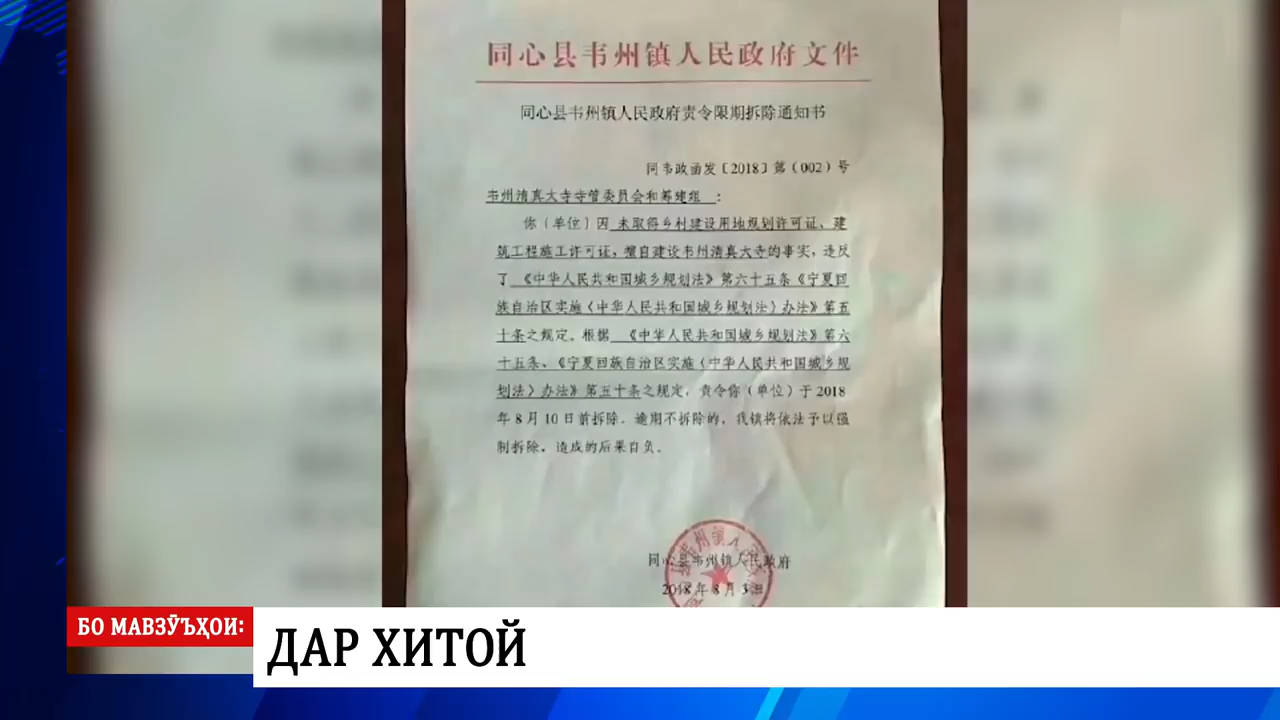 同心县韦州镇人民政府文件
同心县韦州镇人民政府责令限期拆除通知书
同韦政函发〔2018〕第（002）号
韦州清真大寺寺管委员会和筹建组：
你（单位）因未取得乡村建设用地规划许可证、建
筑工程施工许可证，擅自建设韦州清真大寺的事实，违反
了《中华人民共和国城乡规划法》第六十五条《宁夏回
族自治区实施〈中华人民共和国城乡规划法〉办法》第五
十条之规定。根据《中华人民共和国城乡规划法》第六
十五条、《宁夏回族自治区实施〈中华人民共和国城乡规
划法〉办法》第五十条之规定，责令你（单位）于 2018
年 8 月 10 日前拆除。逾期不拆除的，我镇将依法予以强
制拆除，造成的后果自负。
同心县韦州镇人民政府
2018 年 8 月 3 日
БО МАВЗӮЪҲОИ:
ДАР ХИТОЙ